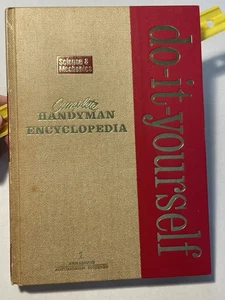 Science &
Mechanics
Complete
HANDYMAN
ENCYCLOPEDIA
do-it-yourself